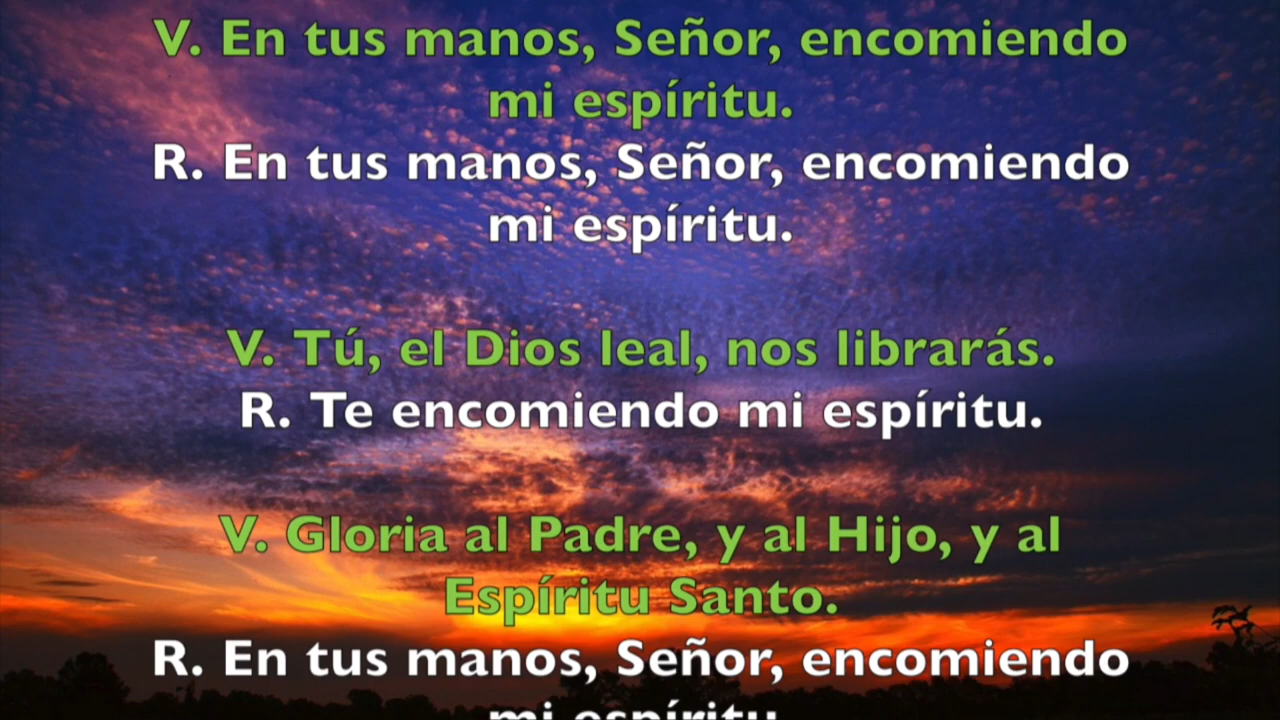 V. En tus manos, Señor, encomiendo
mi espíritu.
R. En tus manos, Señor, encomiendo
mi espíritu.
V. Tú, el Dios leal, nos librarás.
R. Te encomiendo mi espíritu.
V. Gloria al Padre, y al Hijo, y al
Espíritu Santo.
R. En tus manos, Señor, encomiendo
mi espíritu.